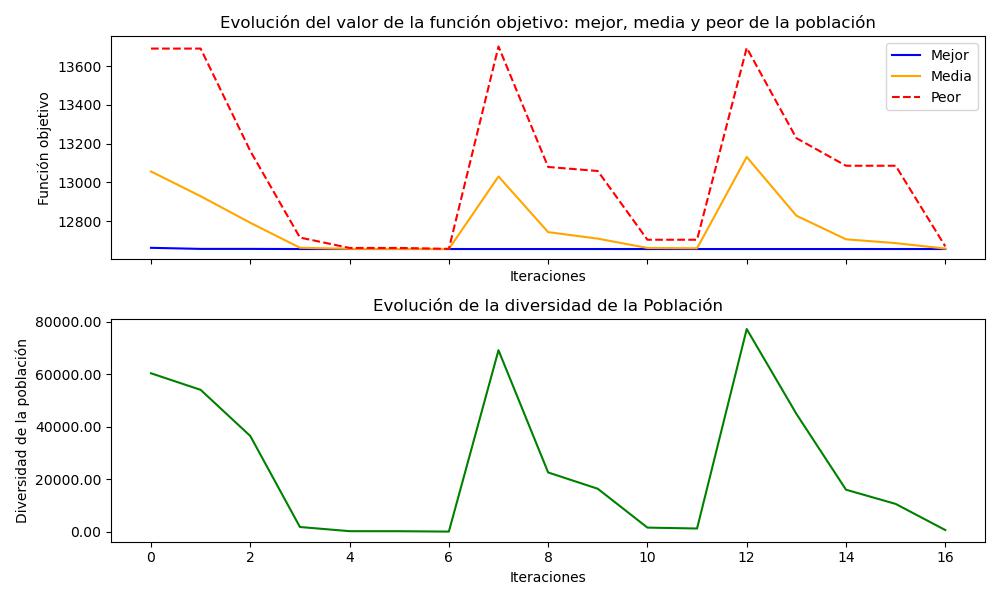 Evolución del valor de la función objetivo: mejor, media y peor de la población
Función objetivo
13600
13400
13200
13000
12800
Mejor
Media
Peor
Iteraciones
Evolución de la diversidad de la Población
Diversidad de la población
80000.00
60000.00
40000.00
20000.00
0.00
0 2 4 6 8 10 12 14 16
Iteraciones